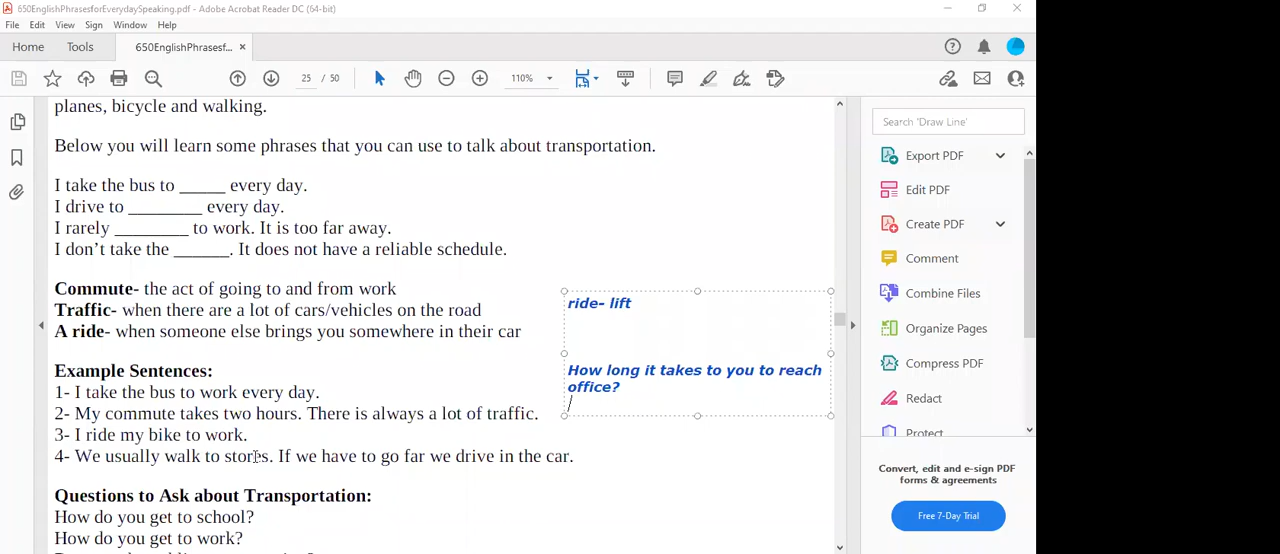 650EnglishPhrasesforEverydaySpeaking.pdf - Adobe Acrobat Reader DC (64-bit)
File Edit View Sign Window Help
Home Tools 650EnglishPhrasesf... ×
25 / 50 110%
planes, bicycle and walking.
Below you will learn some phrases that you can use to talk about transportation.
I take the bus to _____ every day.
I drive to ________ every day.
I rarely ________ to work. It is too far away.
I don't take the ______. It does not have a reliable schedule.
Commute- the act of going to and from work
Traffic- when there are a lot of cars/vehicles on the road
A ride- when someone else brings you somewhere in their car
Example Sentences:
1- I take the bus to work every day.
2- My commute takes two hours. There is always a lot of traffic.
3- I ride my bike to work.
4- We usually walk to stores. If we have to go far we drive in the car.
Questions to Ask about Transportation:
How do you get to school?
How do you get to work?
ride- lift
How long it takes to you to reach
office?
Search 'Draw Line'
Export PDF
Edit PDF
Create PDF
Comment
Combine Files
Organize Pages
Compress PDF
Redact
Protect
Convert, edit and e-sign PDF
forms & agreements
Free 7-Day Trial